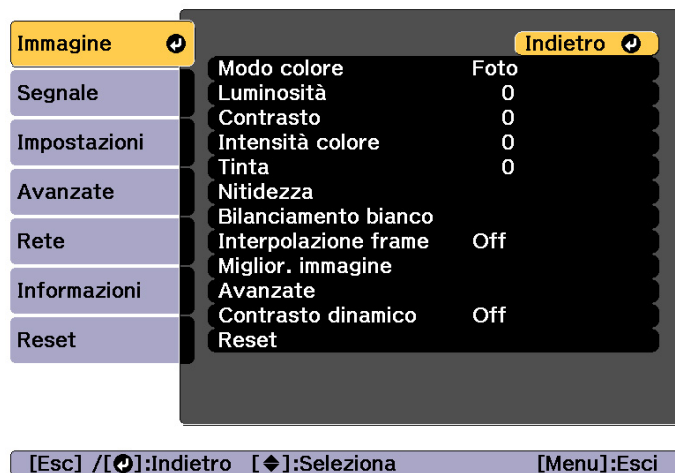 Immagine
Segnale
Impostazioni
Avanzate
Rete
Informazioni
Reset
Indietro
Modo colore Foto
Luminosità 0
Contrasto 0
Intensità colore 0
Tinta 0
Nitidezza
Bilanciamento bianco
Interpolazione frame Off
Miglior. immagine
Avanzate
Contrasto dinamico Off
Reset
[Esc] /[⏎]:Indietro [◆]:Seleziona [Menu]:Esci